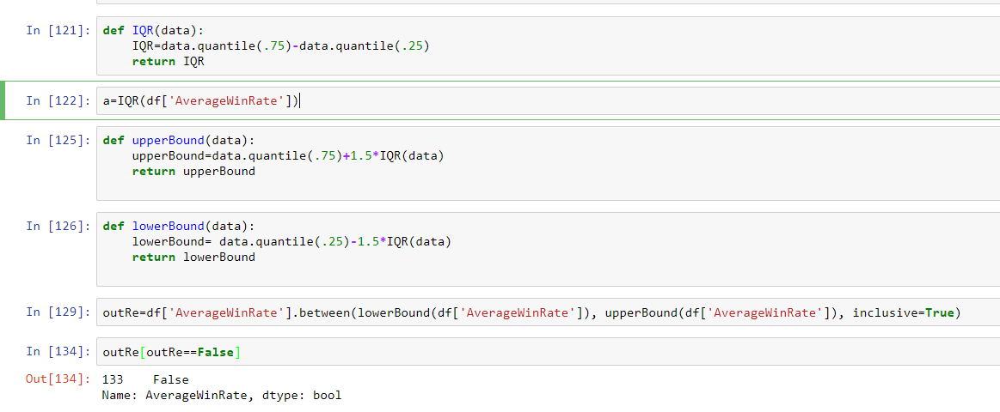 In [121]: def IQR(data):
    IQR=data.quantile(.75)-data.quantile(.25)
    return IQR
In [122]: a=IQR(df['AverageWinRate'])
In [125]: def upperBound(data):
    upperBound=data.quantile(.75)+1.5*IQR(data)
    return upperBound
In [126]: def lowerBound(data):
    lowerBound= data.quantile(.25)-1.5*IQR(data)
    return lowerBound
In [129]: outRe=df['AverageWinRate'].between(lowerBound(df['AverageWinRate']), upperBound(df['AverageWinRate']), inclusive=True)
In [134]: outRe[outRe==False]
Out[134]: 133    False
Name: AverageWinRate, dtype: bool